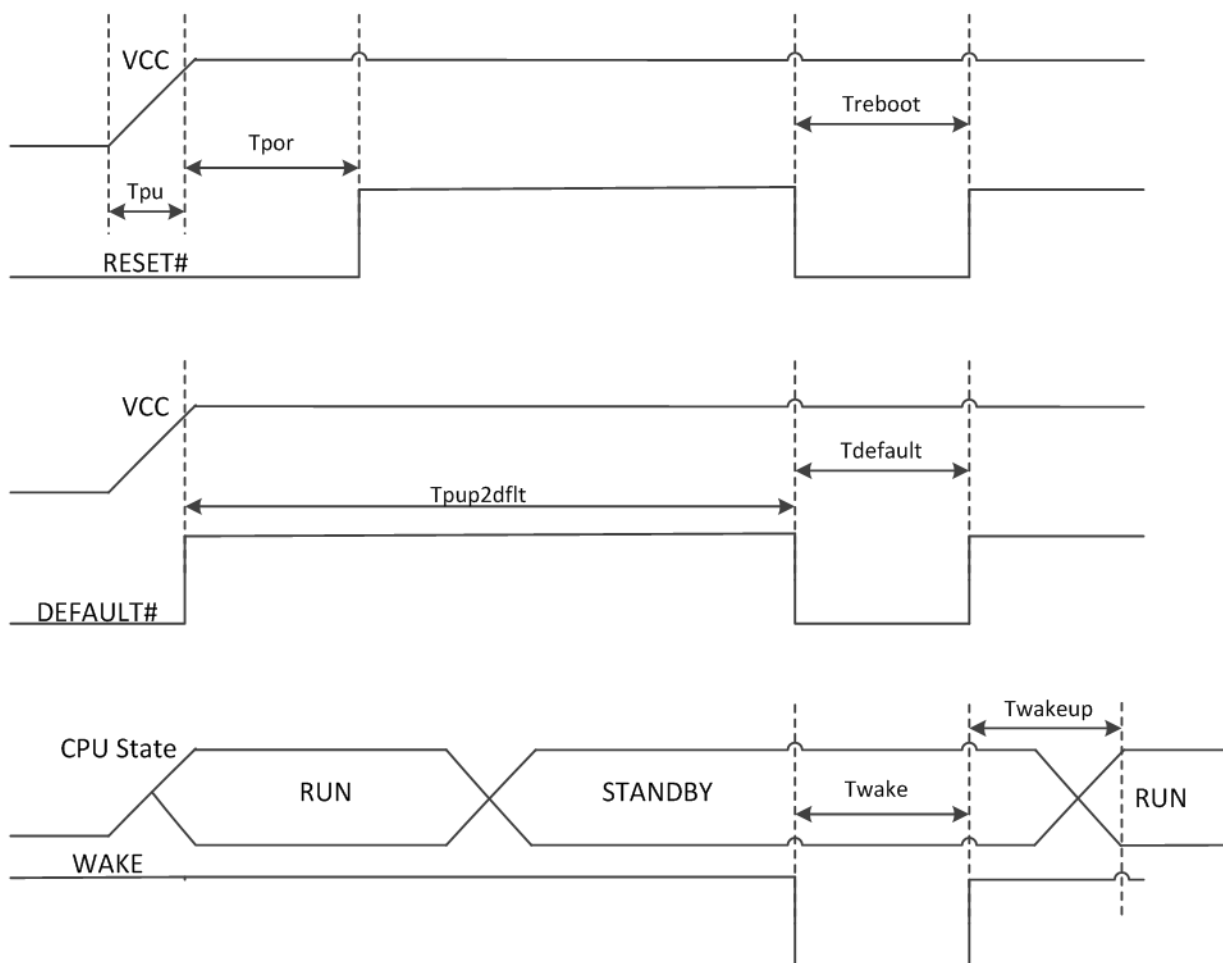 VCC
Treboot
Tpor
Tpu
RESET#
VCC
Tdefault
Tpup2dflt
DEFAULT#
Twakeup
CPU State
RUN
STANDBY
Twake
RUN
WAKE